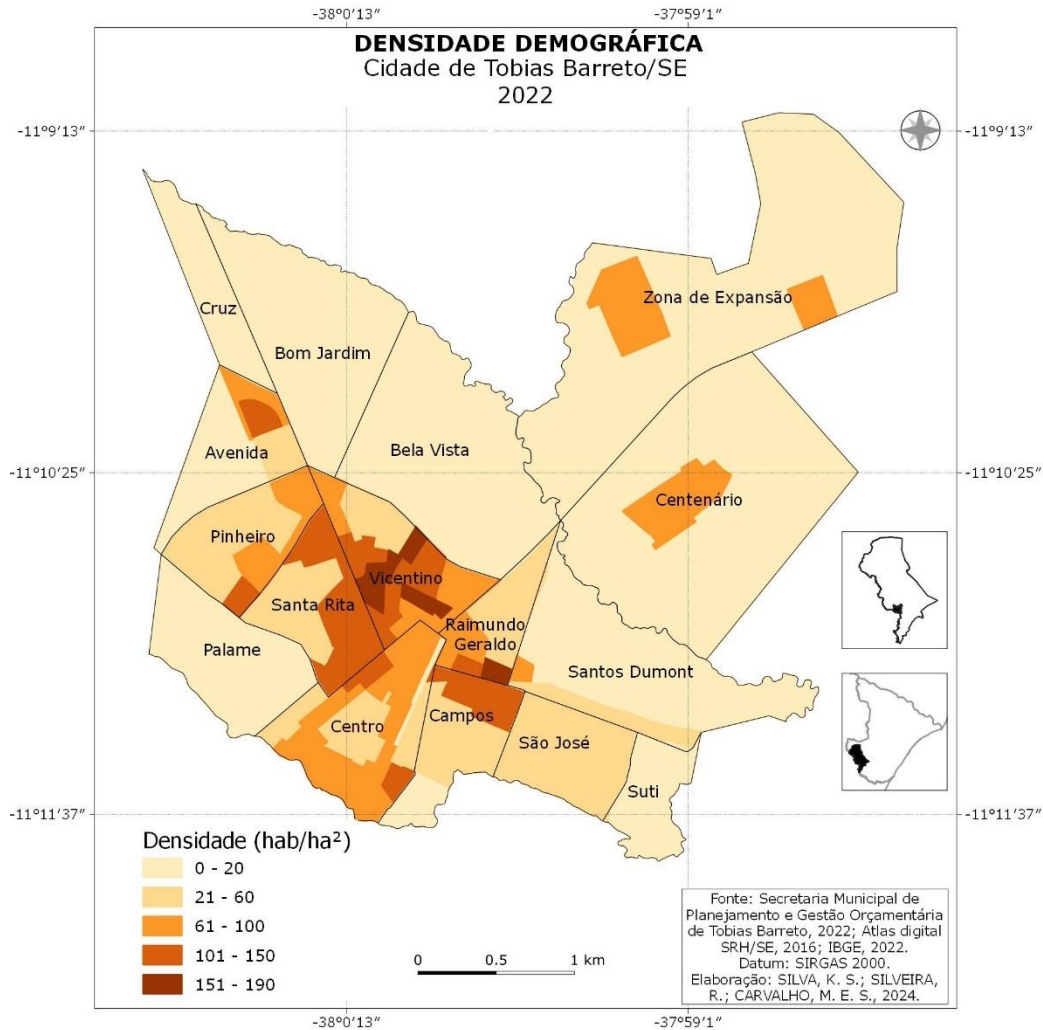 -38°0'13"
-37°59'1"
DENSIDADE DEMOGRÁFICA
Cidade de Tobias Barreto/SE
2022
-11°9'13"
-11°9'13"
Cruz
Zona de Expansão
Bom Jardim
Avenida
Bela Vista
-11°10'25"
-11°10'25"
Centenário
Pinheiro
Vicentino
Santa Rita
Raimundo
Geraldo
Palame
Santos Dumont
Centro
Campos
São José
Suti
-11°11'37"
-11°11'37"
Densidade (hab/ha²)
0 - 20
21 - 60
61 - 100
101 - 150
151 - 190
0
0.5
1 km
Fonte: Secretaria Municipal de
Planejamento e Gestão Orçamentária
de Tobias Barreto, 2022; Atlas digital
SRH/SE, 2016; IBGE, 2022.
Datum: SIRGAS 2000.
Elaboração: SILVA, K. S.; SILVEIRA,
R.; CARVALHO, M. E. S., 2024.
-38°0'13"
-37°59'1"